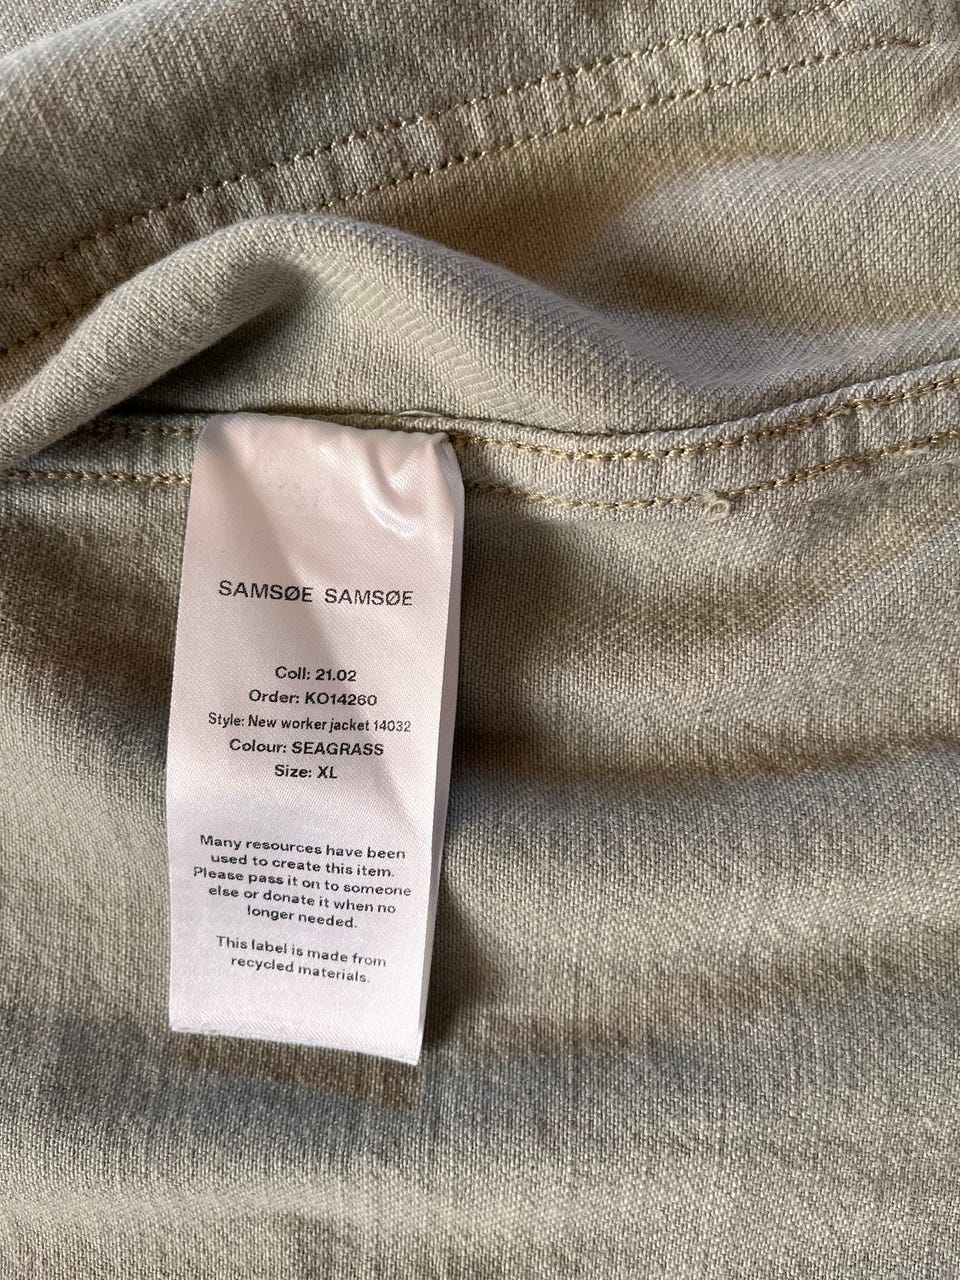 SAMSØE SAMSØE
Coll: 21.02
Order: KO14260
Style: New worker jacket 14032
Colour: SEAGRASS
Size: XL
Many resources have been
used to create this item.
Please pass it on to someone
else or donate it when no
longer needed.
This label is made from
recycled materials.